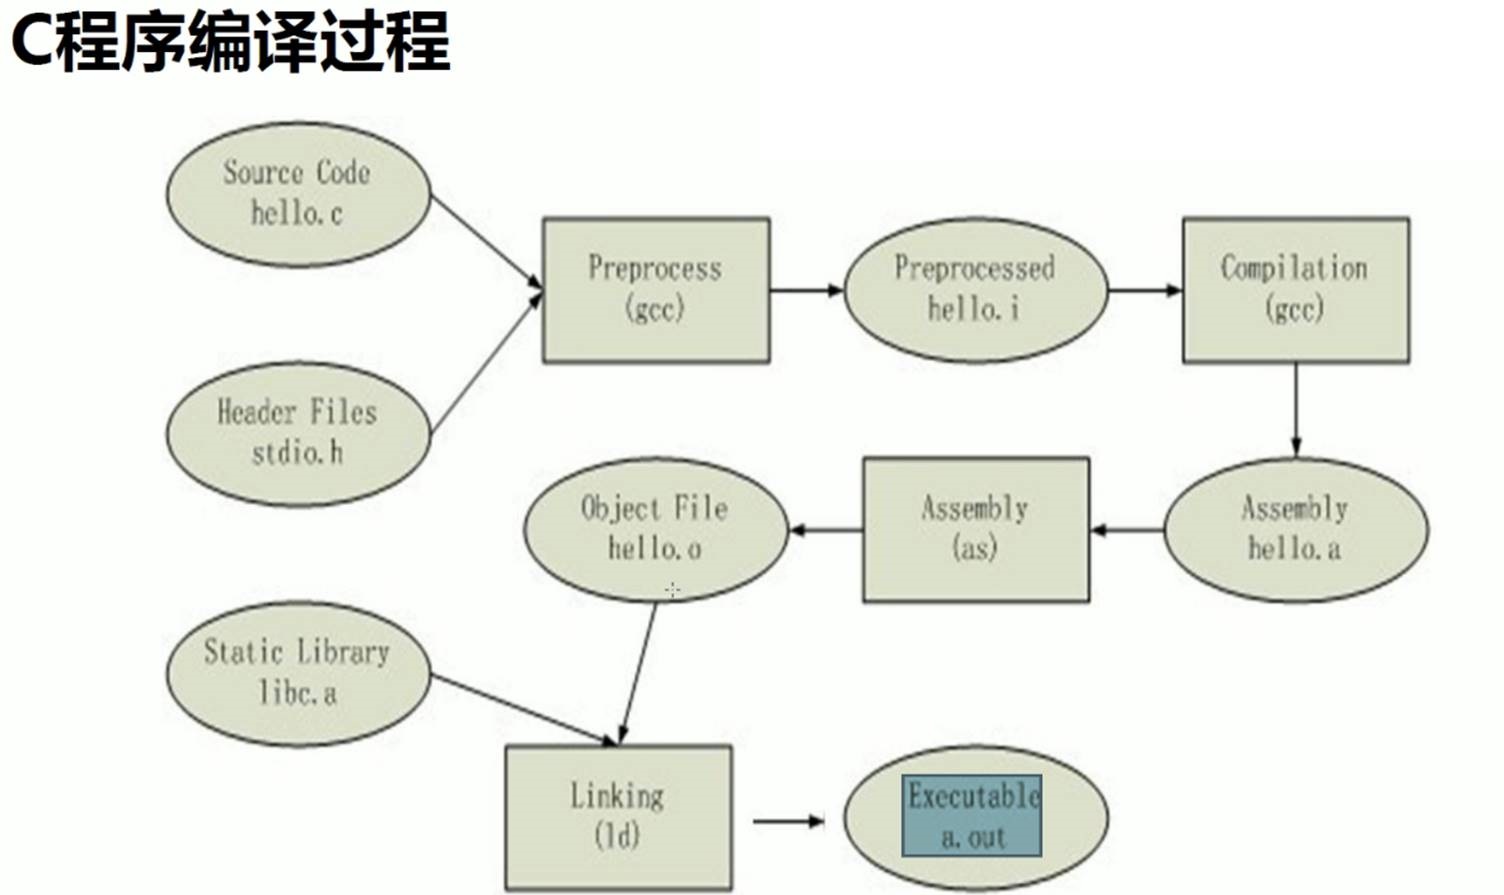 C程序编译过程
Source Code
hello.c
Preprocess
(gcc)
Preprocessed
hello.i
Compilation
(gcc)
Header Files
stdio.h
Object File
hello.o
Assembly
(as)
Assembly
hello.a
Static Library
libc.a
Linking
(ld)
Executable
a.out